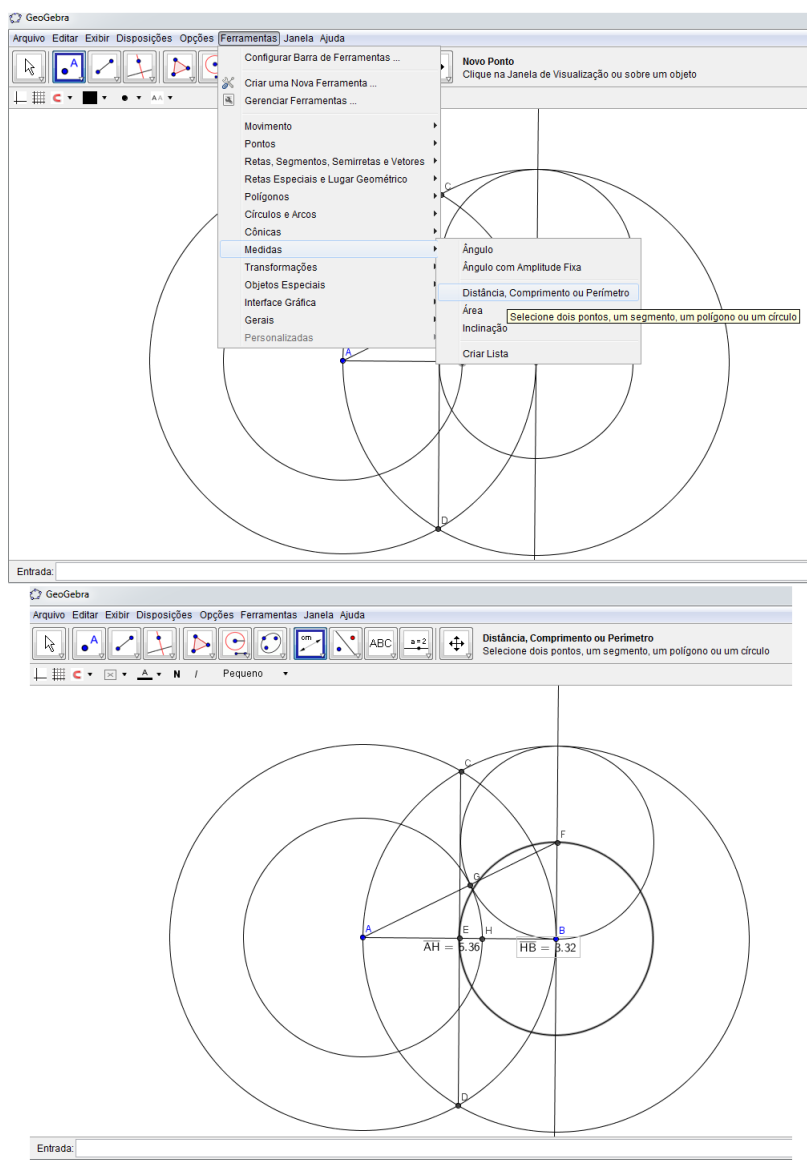 GeoGebra
Arquivo Editar Exibir Disposições Opções Ferramentas Janela Ajuda
Configurar Barra de Ferramentas ...
A
Novo Ponto
Clique na Janela de Visualização ou sobre um objeto
Criar uma Nova Ferramenta ...
Gerenciar Ferramentas ...
AA
Movimento
Pontos
Retas, Segmentos, Semirretas e Vetores
Retas Especiais e Lugar Geométrico
C
Polígonos
Círculos e Arcos
Cônicas
Medidas
Ângulo
Transformações
Ângulo com Amplitude Fixa
Objetos Especiais
Distância, Comprimento ou Perímetro
Interface Gráfica
Área
Selecione dois pontos, um segmento, um polígono ou um círculo
Gerais
Inclinação
Personalizadas
Criar Lista
A
D
Entrada:
GeoGebra
Arquivo Editar Exibir Disposições Opções Ferramentas Janela Ajuda
A
cm
ABC
a=2
Distância, Comprimento ou Perímetro
Selecione dois pontos, um segmento, um polígono ou um círculo
A
N
I
Pequeno
C
F
G
A
E
H
B
AH = 5.36
HB = 3.32
D
Entrada: